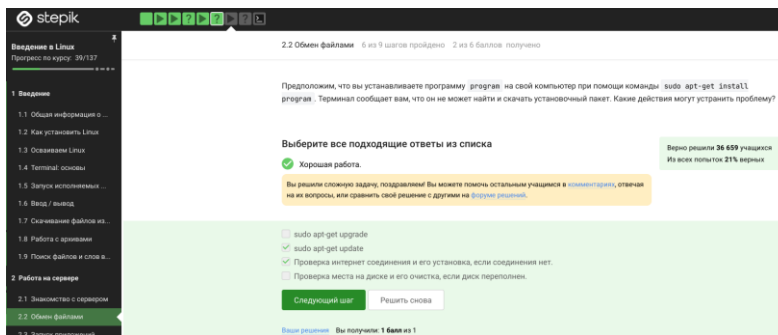 stepik
Введение в Linux
Прогресс по курсу: 39/137
1 Введение
1.1 Общая информация о ...
1.2 Как установить Linux
1.3 Осваиваем Linux
1.4 Terminal: основы
1.5 Запуск исполняемых ...
1.6 Ввод / вывод
1.7 Скачивание файлов из...
1.8 Работа с архивами
1.9 Поиск файлов и слов в...
2 Работа на сервере
2.1 Знакомство с сервером
2.2 Обмен файлами
2.3 Запуск приложений
2.2 Обмен файлами 6 из 9 шагов пройдено 2 из 6 баллов получено
Предположим, что вы устанавливаете программу program на свой компьютер при помощи команды sudo apt-get install
program . Терминал сообщает вам, что он не может найти и скачать установочный пакет. Какие действия могут устранить проблему?
Выберите все подходящие ответы из списка
Хорошая работа.
Верно решили 36 659 учащихся
Из всех попыток 21% верных
Вы решили сложную задачу, поздравляем! Вы можете помочь остальным учащимся в комментариях, отвечая
на их вопросы, или сравнить своё решение с другими на форуме решений.
sudo apt-get upgrade
sudo apt-get update
Проверка интернет соединения и его установка, если соединения нет.
Проверка места на диске и его очистка, если диск переполнен.
Следующий шаг Решить снова
Ваши решения Вы получили: 1 балл из 1